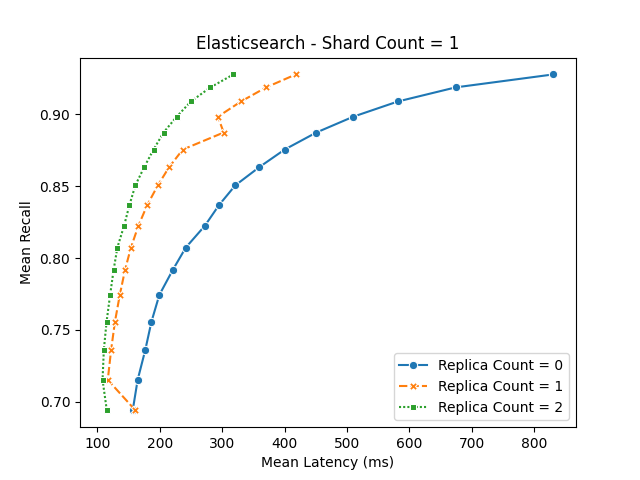 Elasticsearch - Shard Count = 1
Mean Recall
0.90
0.85
0.80
0.75
0.70
Replica Count = 0
Replica Count = 1
Replica Count = 2
100 200 300 400 500 600 700 800
Mean Latency (ms)